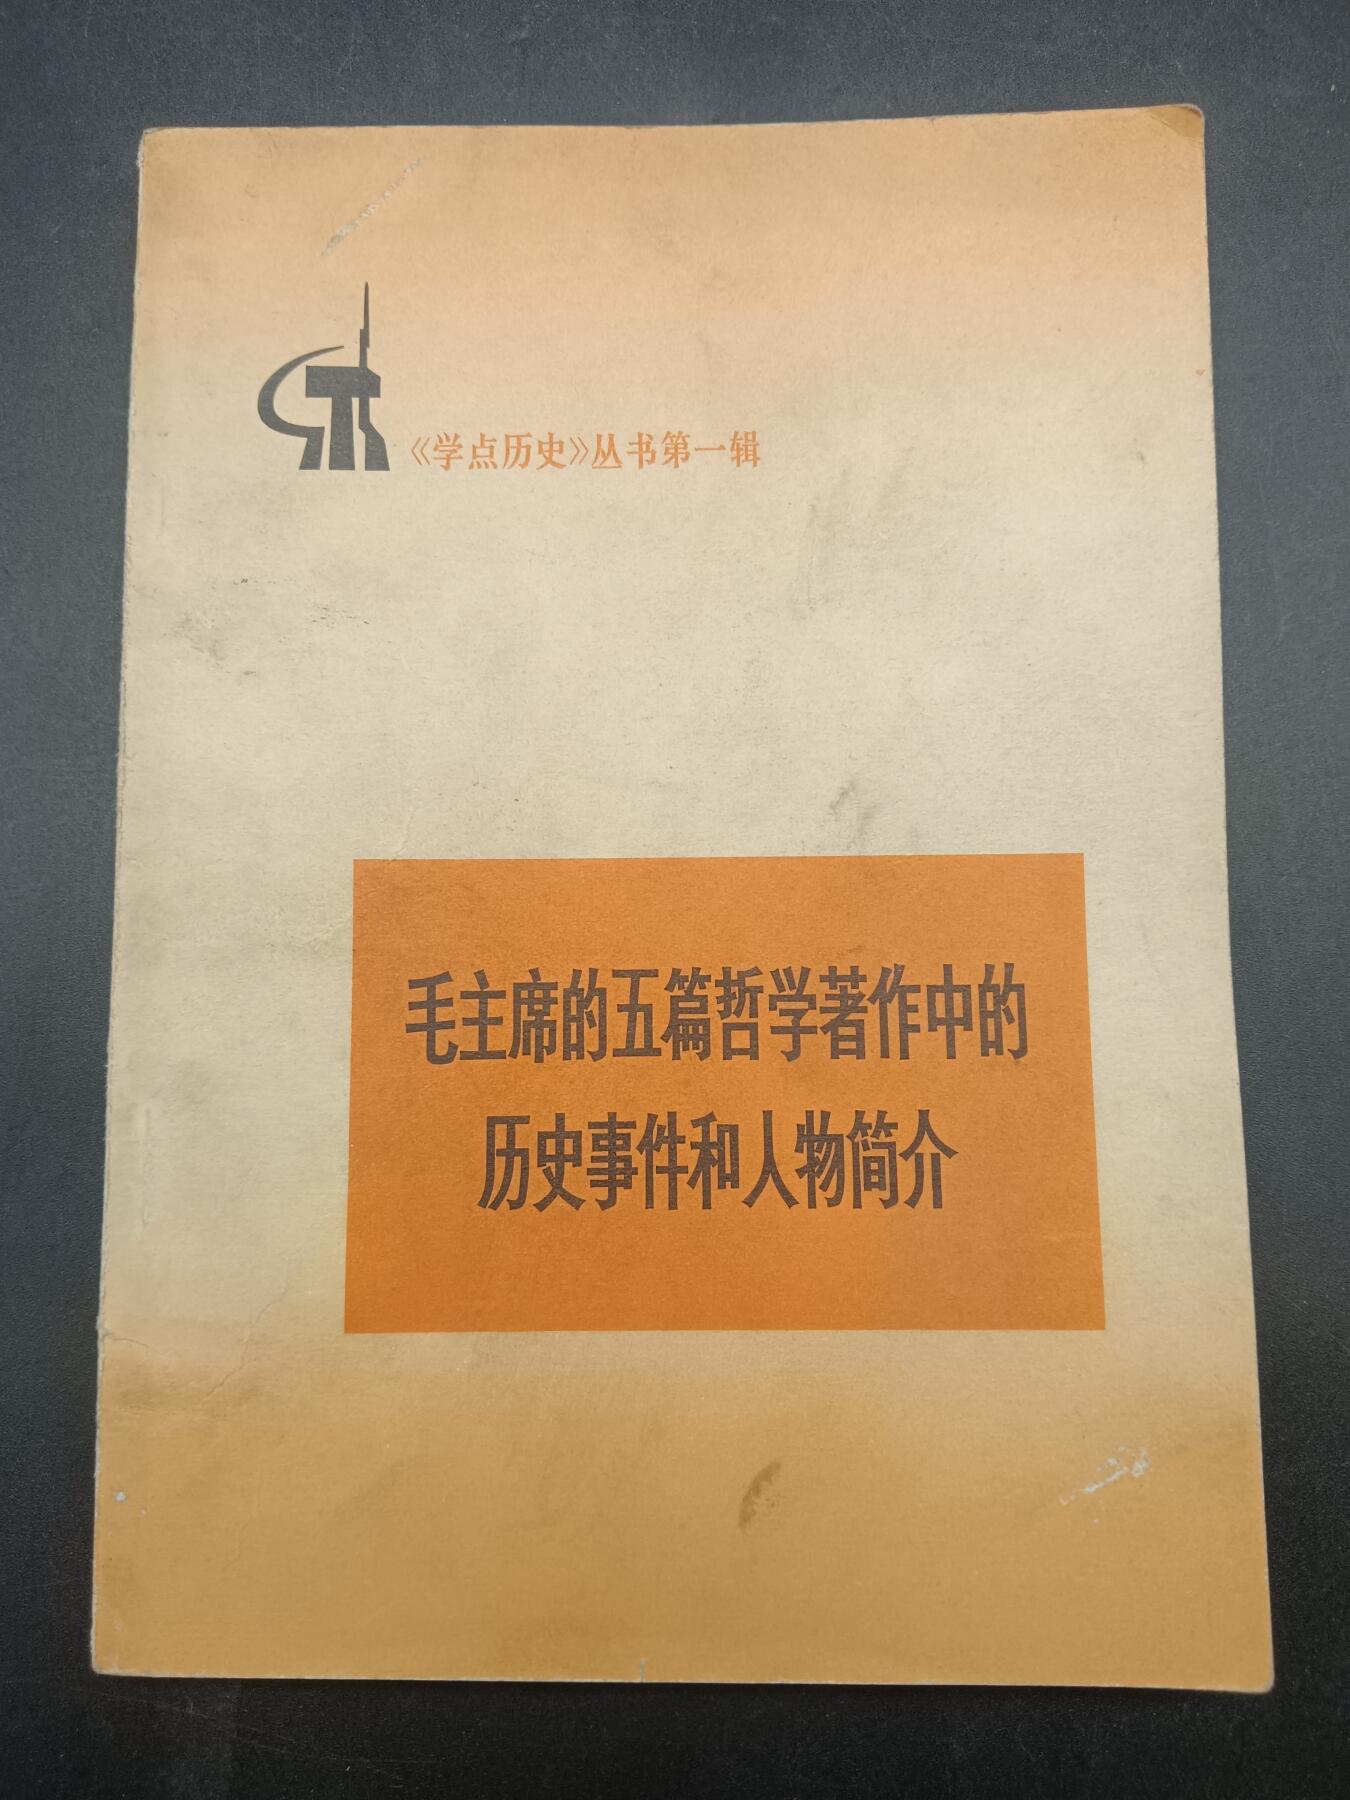 《学点历史》丛书第一辑
毛主席的五篇哲学著作中的
历史事件和人物简介